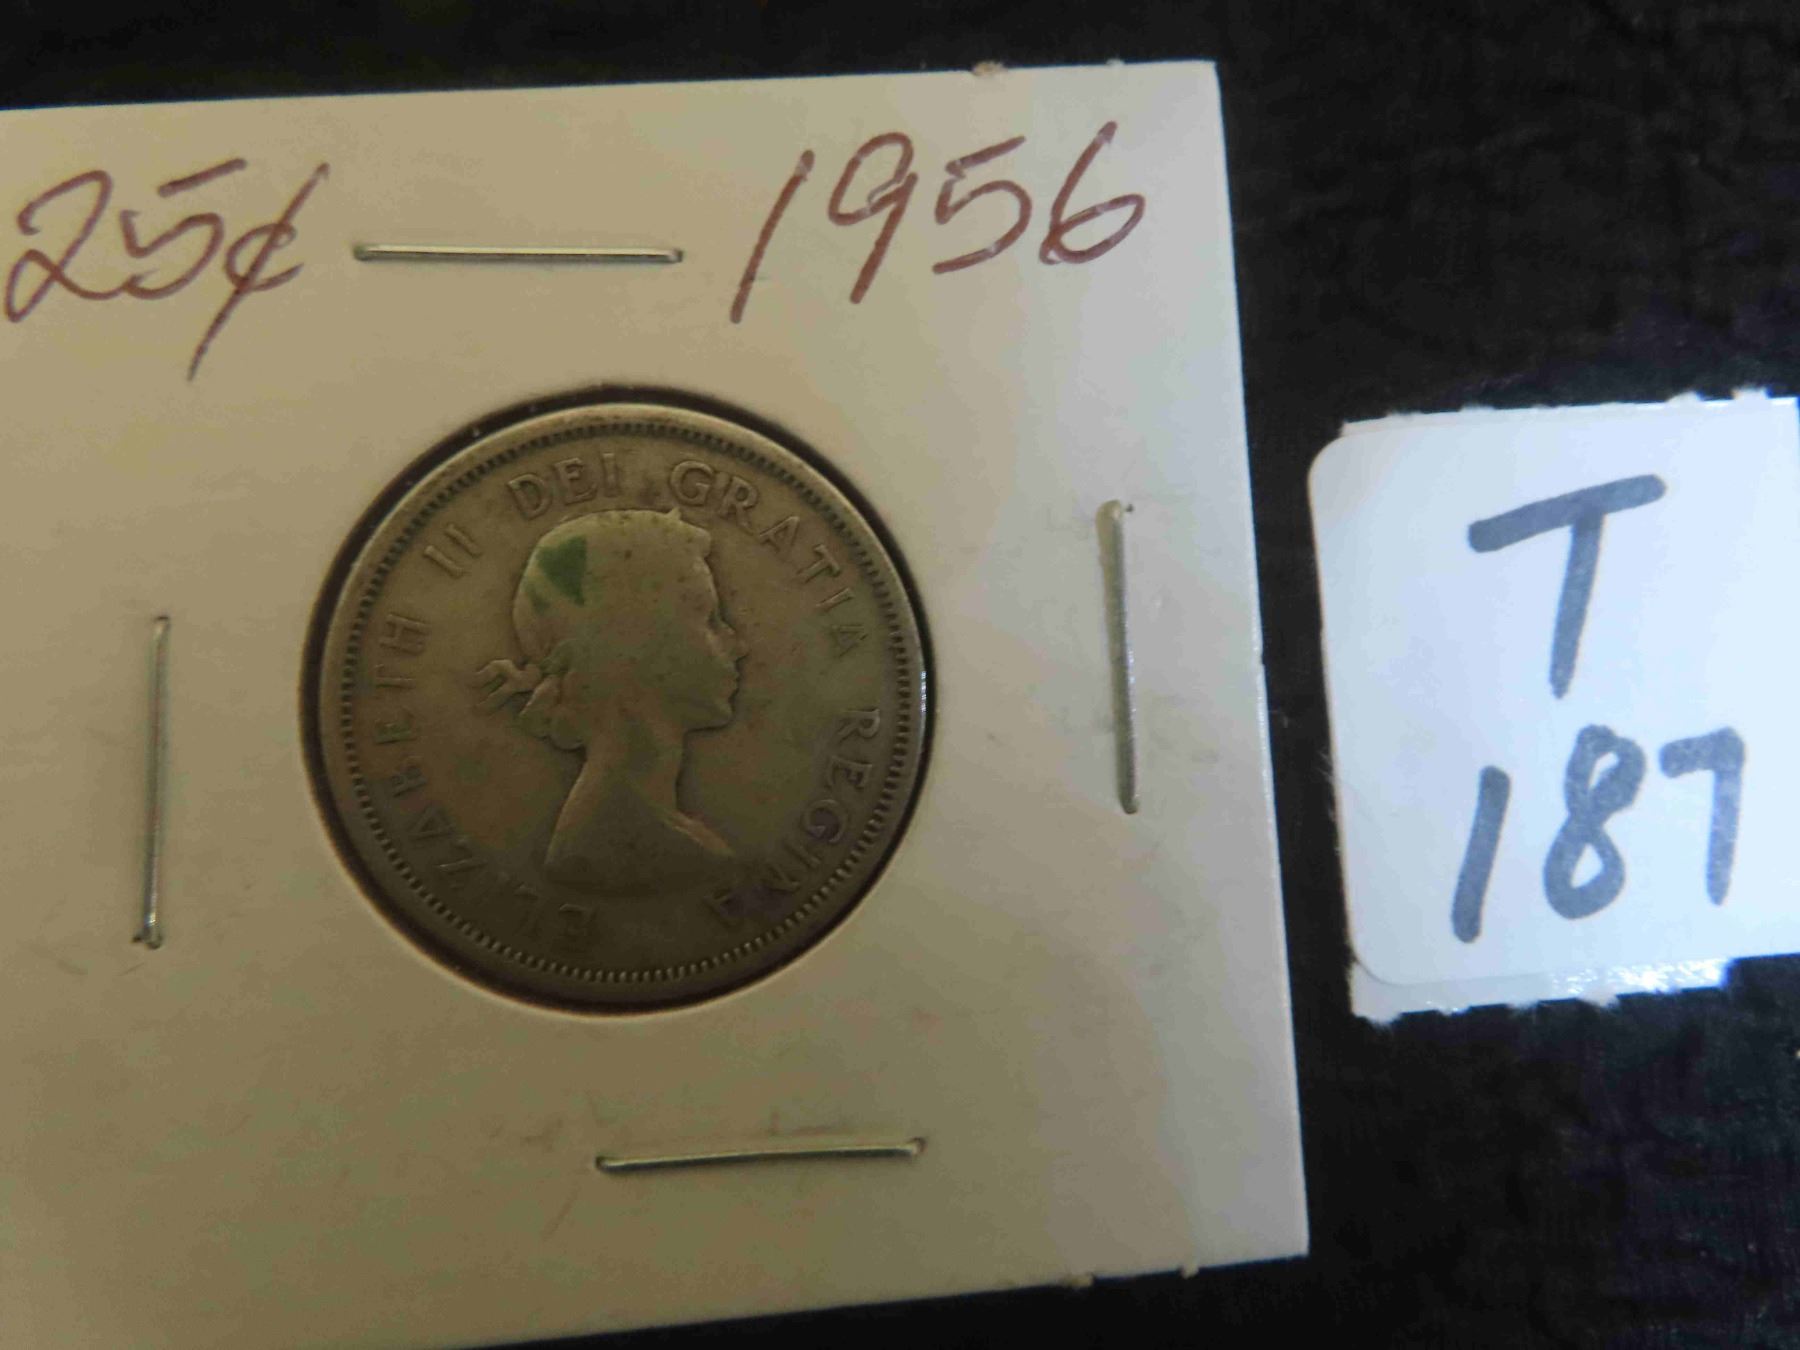 25¢ 1956
ELIZABETH II DEI GRATIA REGINA
T
187